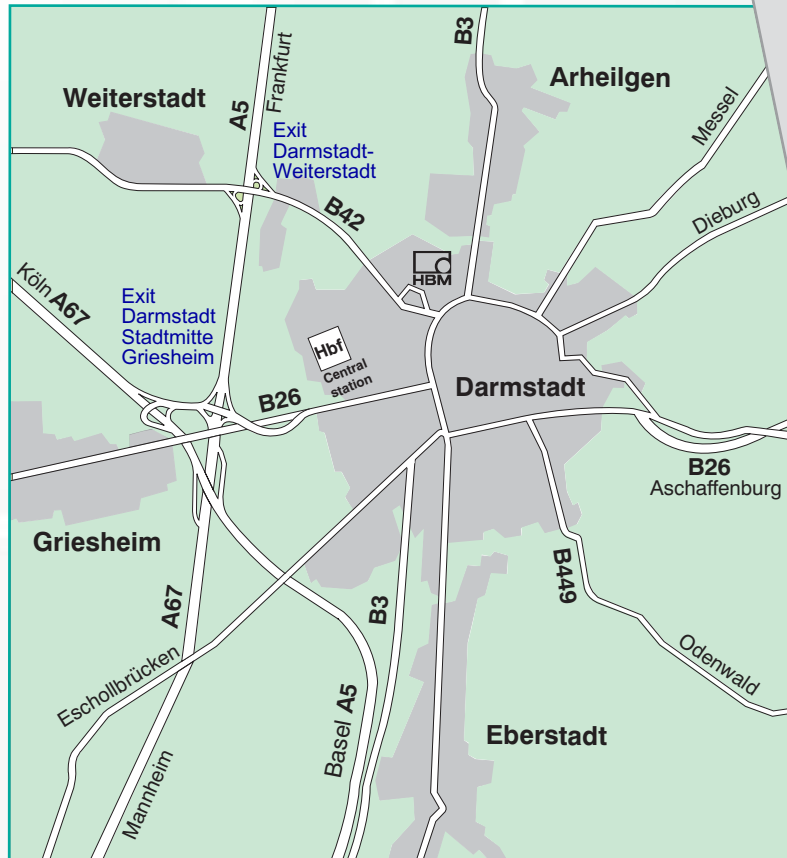 B3
Arheilgen
Weiterstadt
A5
Frankfurt
Messel
Exit
Darmstadt-
Weiterstadt
B42
Dieburg
HBM
Köln A67
Exit
Darmstadt
Stadtmitte
Griesheim
Hbf
Central
station
B26
Darmstadt
B26
Aschaffenburg
Griesheim
A67
B3
B449
Eschollbrücken
Odenwald
Basel A5
Eberstadt
Mannheim